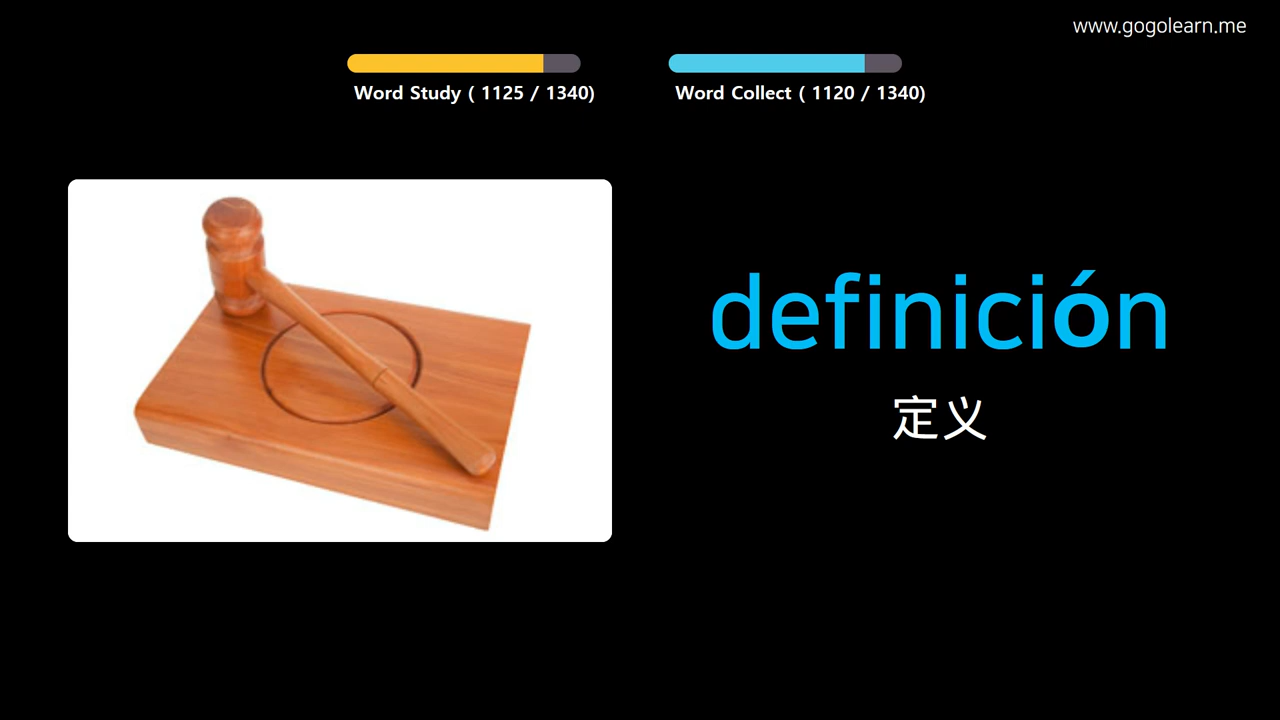 www.gogolearn.me
Word Study ( 1125 / 1340)
Word Collect ( 1120 / 1340)
definición
定义